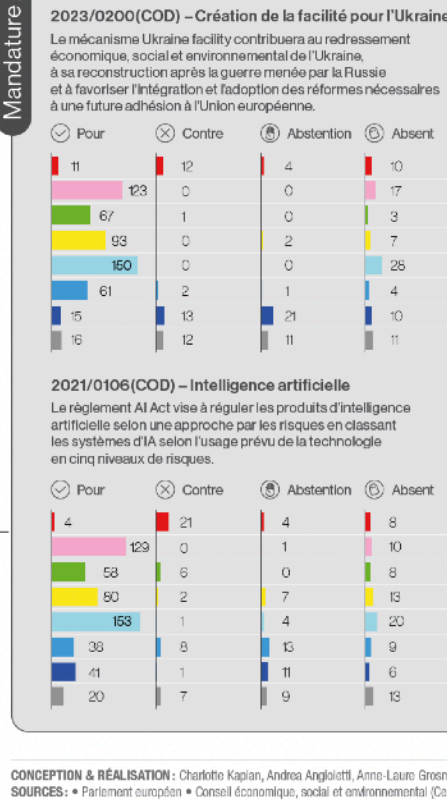 Mandature
2023/0200(COD) – Création de la facilité pour l'Ukraine
Le mécanisme Ukraine facility contribuera au redressement
économique, social et environnemental de l'Ukraine,
à sa reconstruction après la guerre menée par la Russie
et à favoriser l'intégration et l'adoption des réformes nécessaires
à une future adhésion à l'Union européenne.
Pour Contre Abstention Absent
11 12 4 10
123 0 0 17
67 1 0 3
93 0 2 7
150 0 0 28
61 2 1 4
15 13 21 10
16 12 11 11
2021/0106(COD) – Intelligence artificielle
Le règlement AI Act vise à réguler les produits d'intelligence
artificielle selon une approche par les risques en classant
les systèmes d'IA selon l'usage prévu de la technologie
en cinq niveaux de risques.
Pour Contre Abstention Absent
4 21 4 8
129 0 1 10
58 6 0 8
80 2 7 13
153 1 4 20
38 8 13 9
41 1 11 6
20 7 9 13
CONCEPTION & RÉALISATION : Charlotte Kaplan, Andrea Angioletti, Anne-Laure Grosm
SOURCES : • Parlement européen • Conseil économique, social et environnemental (Ce